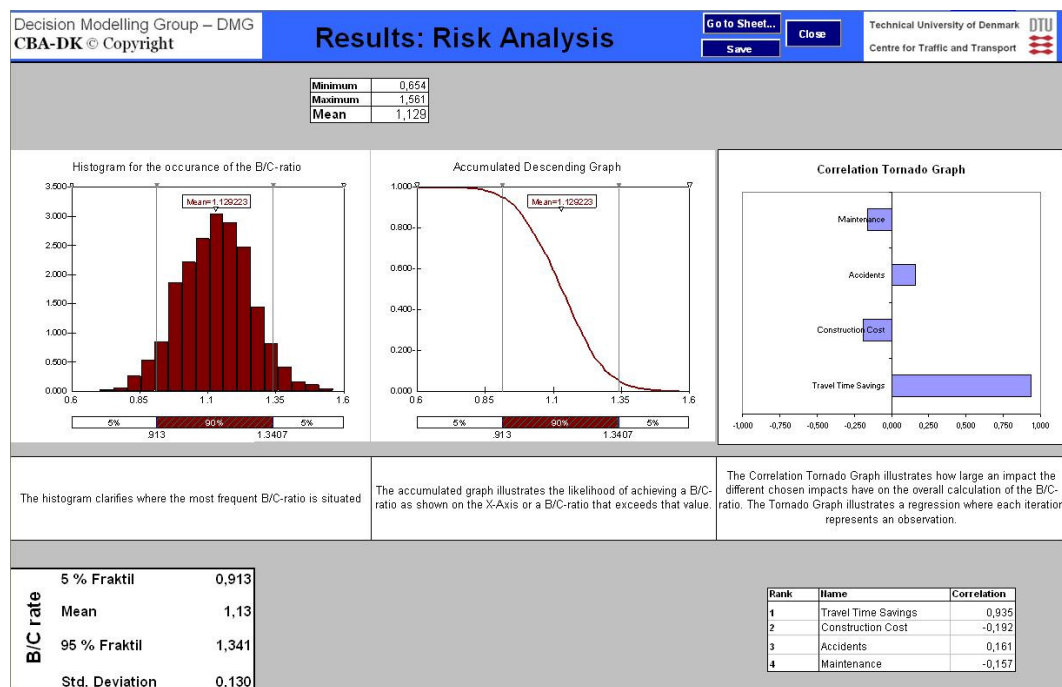 Decision Modelling Group – DMG
CBA-DK © Copyright
Results: Risk Analysis
Go to Sheet...
Save
Close
Technical University of Denmark
Centre for Traffic and Transport
DTU
Minimum 0,654
Maximum 1,561
Mean 1,129
Histogram for the occurance of the B/C-ratio
Mean=1.129223
3.500
3.000
2.500
2.000
1.500
1.000
0.500
0.000
0.6 0.85 1.1 1.35 1.6
5% 90% 5%
.913 1.3407
Accumulated Descending Graph
Mean=1.129223
1.000
0.800
0.600
0.400
0.200
0.000
0.6 0.85 1.1 1.35 1.6
5% 90% 5%
.913 1.3407
Correlation Tornado Graph
Maintenance
Accidents
Construction Cost
Travel Time Savings
-1,000 -0,750 -0,500 -0,250 0,000 0,250 0,500 0,750 1,000
The histogram clarifies where the most frequent B/C-ratio is situated
The accumulated graph illustrates the likelihood of achieving a B/C-
ratio as shown on the X-Axis or a B/C-ratio that exceeds that value.
The Correlation Tornado Graph illustrates how large an impact the
different chosen impacts have on the overall calculation of the B/C-
ratio. The Tornado Graph illustrates a regression where each iteration
represents an observation.
B/C rate
5 % Fraktil 0,913
Mean 1,13
95 % Fraktil 1,341
Std. Deviation 0,130
Rank Name Correlation
1 Travel Time Savings 0,935
2 Construction Cost -0,192
3 Accidents 0,161
4 Maintenance -0,157